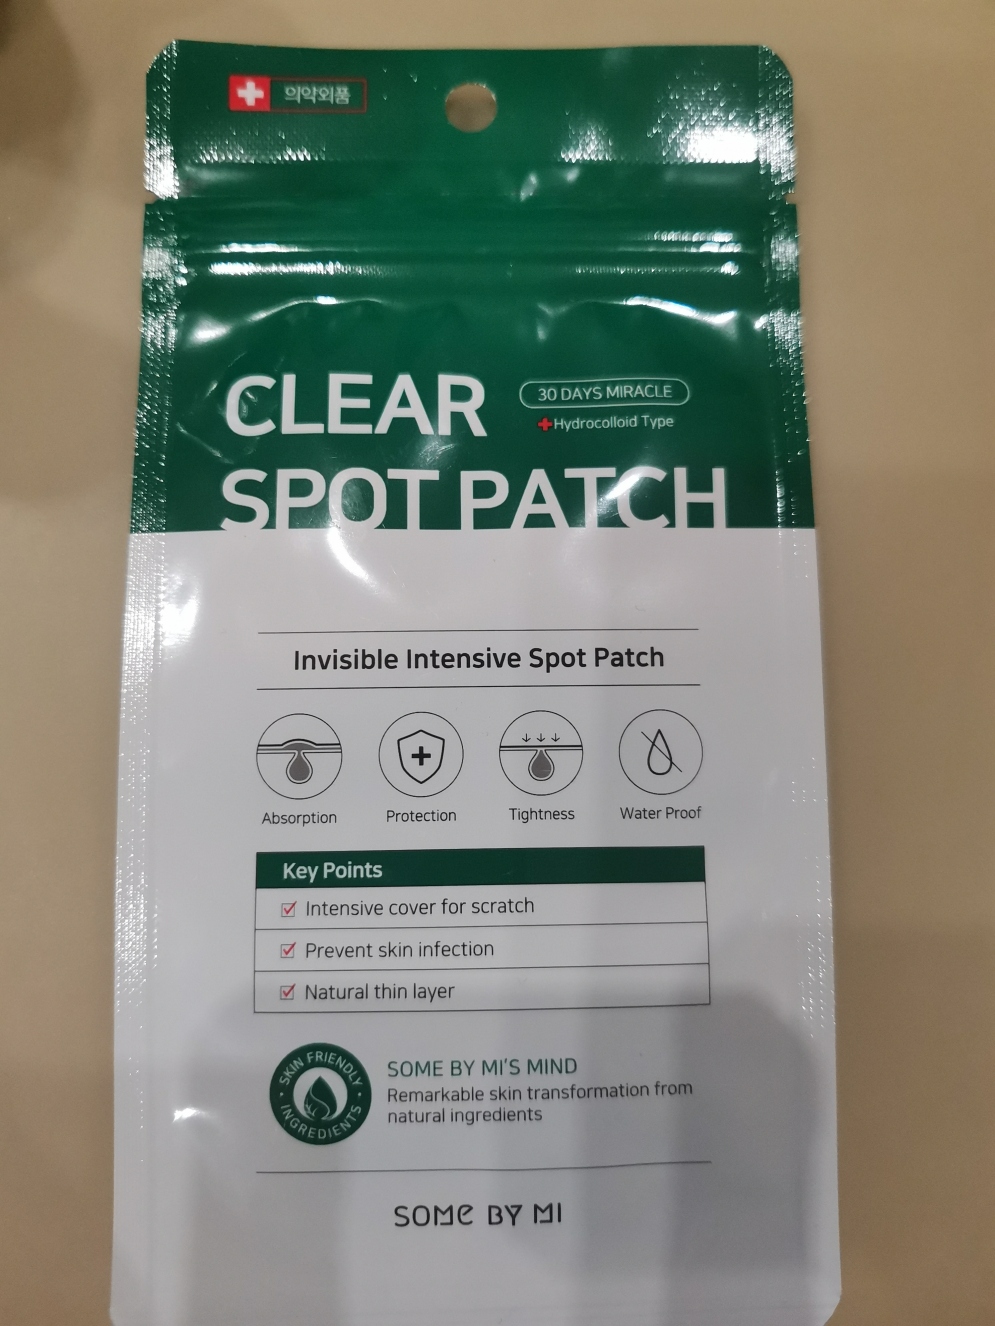 의약외품
CLEAR
30 DAYS MIRACLE
Hydrocolloid Type
SPOT PATCH
Invisible Intensive Spot Patch
Absorption Protection Tightness Water Proof
Key Points
Intensive cover for scratch
Prevent skin infection
Natural thin layer
SKIN FRIENDLY
INGREDIENTS
SOME BY MI'S MIND
Remarkable skin transformation from
natural ingredients
SOME BY MI